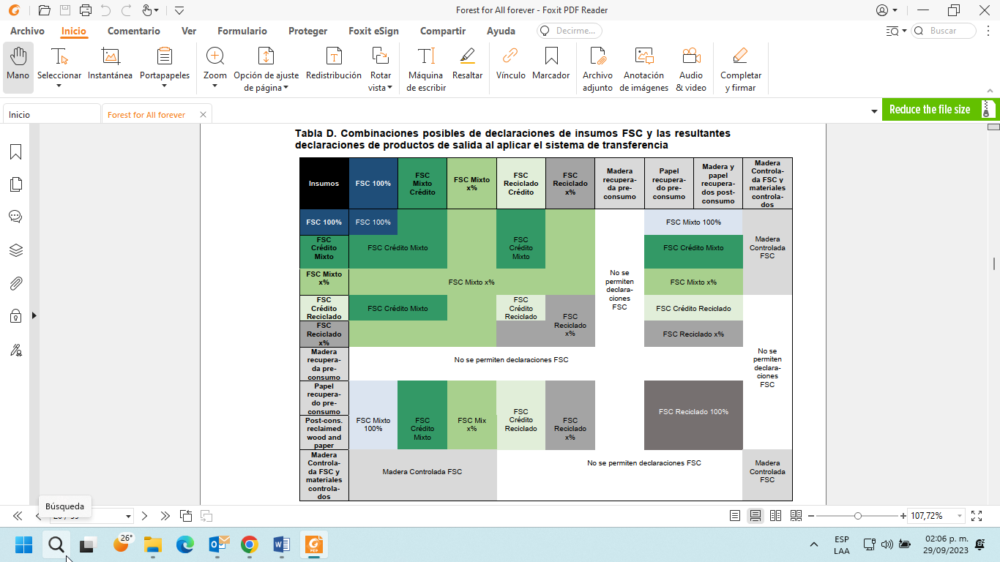 Forest for All forever - Foxit PDF Reader
Archivo Inicio Comentario Ver Formulario Proteger Foxit eSign Compartir Ayuda Decirme... Buscar
Mano Seleccionar Instantánea Portapapeles Zoom Opción de ajuste Redistribución Rotar Máquina Resaltar Vínculo Marcador Archivo Anotación Audio Completar
de página vista de escribir adjunto de imágenes & video y firmar
Inicio Forest for All forever Reduce the file size
Tabla D. Combinaciones posibles de declaraciones de insumos FSC y las resultantes
declaraciones de productos de salida al aplicar el sistema de transferencia
Insumos
FSC 100%
FSC
Mixto
Crédito
FSC Mixto
x%
FSC
Reciclado
Crédito
FSC
Reciclado
x%
Madera
recupera-
da pre-
consumo
Papel
recupera-
do pre-
consumo
Madera y
papel
recupera-
dos post-
consumo
Madera
Controla-
da FSC y
materiales
controla-
dos
FSC 100%
FSC 100%
FSC Mixto 100%
FSC
Crédito
Mixto
FSC Crédito Mixto
FSC
Crédito
Mixto
FSC Crédito Mixto
Madera
Controlada
FSC
FSC Mixto
x%
FSC Mixto x%
No se
permiten
declara-
ciones
FSC
FSC Mixto x%
FSC
Crédito
Reciclado
FSC Crédito Mixto
FSC
Crédito
Reciclado
FSC Crédito Reciclado
FSC
Reciclado
x%
FSC
Reciclado
x%
FSC Reciclado x%
Madera
recupera-
da pre-
consumo
No se permiten declaraciones FSC
No se
permiten
declara-
ciones
FSC
Papel
recupera-
do pre-
consumo
Post-cons.
reclaimed
wood and
paper
FSC Mixto
100%
FSC
Crédito
Mixto
FSC Mix
x%
FSC
Crédito
Reciclado
FSC
Reciclado
x%
FSC Reciclado 100%
Madera
Controla-
da FSC y
materiales
controla-
dos
Madera Controlada FSC
No se permiten declaraciones FSC
Madera
Controlada
FSC
Búsqueda
107,72%
26°
PDF
ESP
LAA
02:06 p. m.
29/09/2023